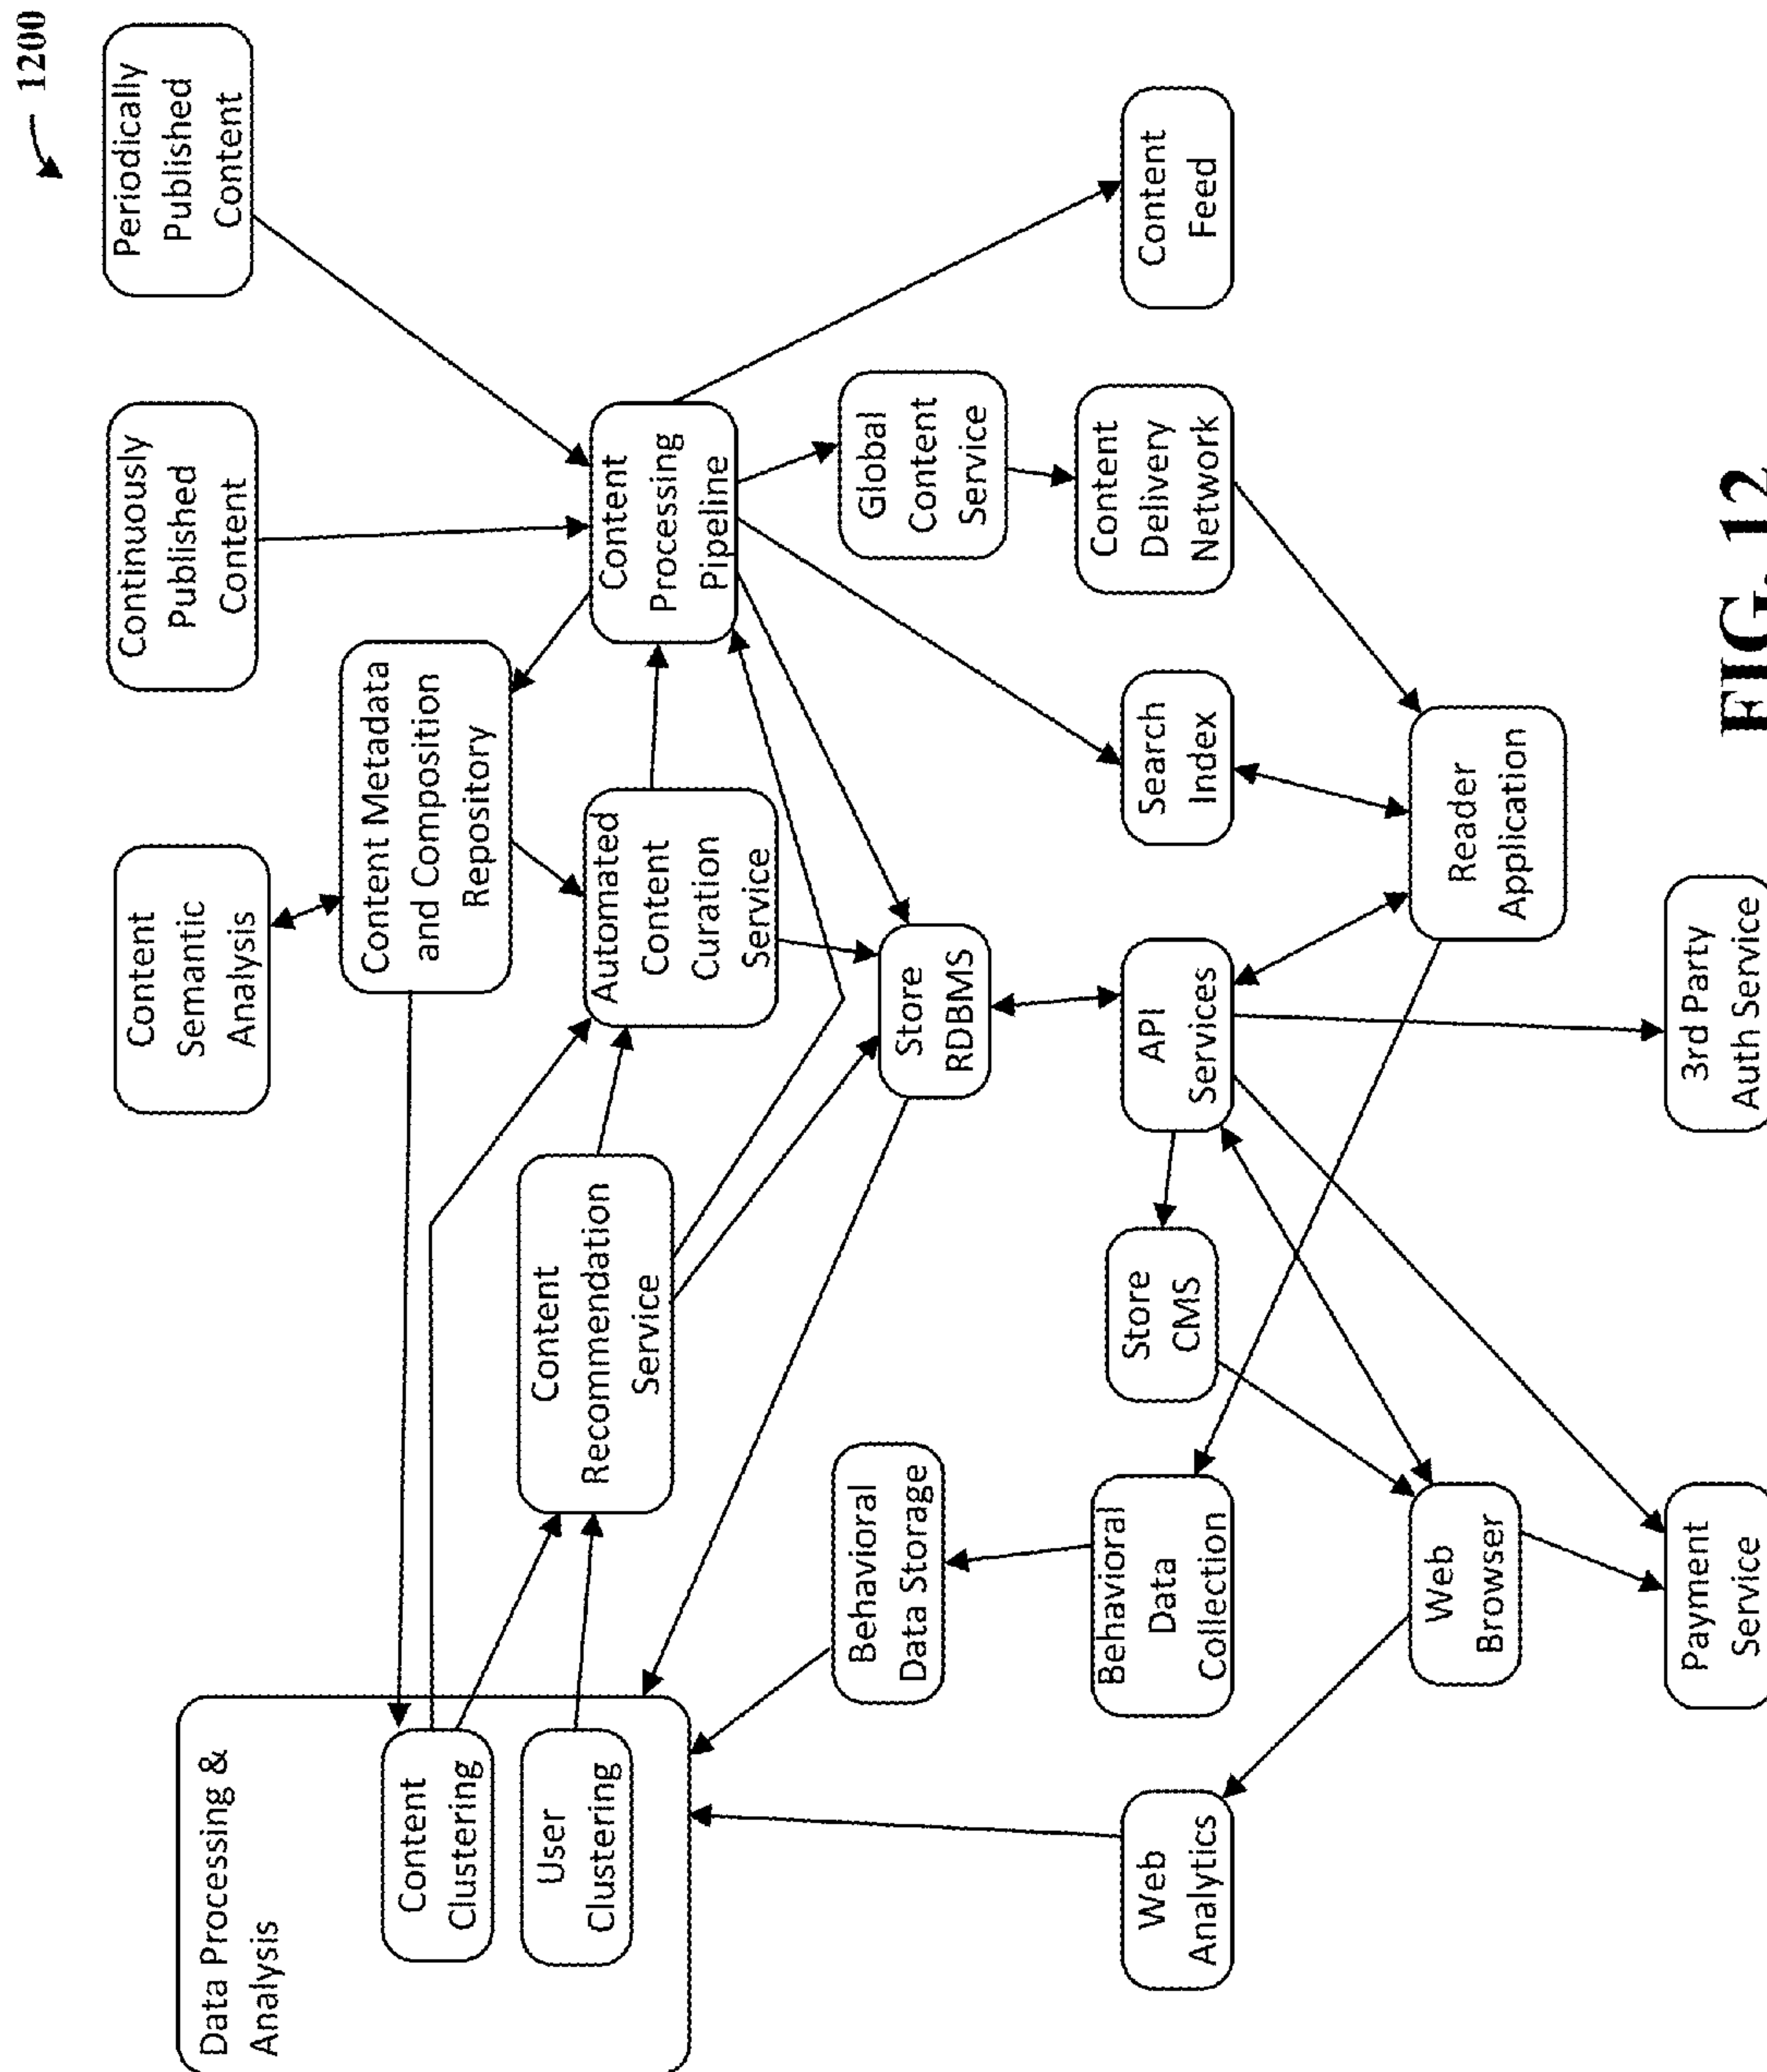 1200
Data Processing &
Analysis
Content
Clustering
User
Clustering
Content
Semantic
Analysis
Continuously
Published
Content
Periodically
Published
Content
Content Metadata
and Composition
Repository
Content
Recommendation
Service
Automated
Content
Curation
Service
Content
Processing
Pipeline
Behavioral
Data Storage
Store
RDBMS
Global
Content
Service
Web
Analytics
Behavioral
Data
Collection
Store
CMS
API
Services
Search
Index
Content
Delivery
Network
Content
Feed
Web
Browser
Reader
Application
Payment
Service
3rd Party
Auth Service
FIG. 12